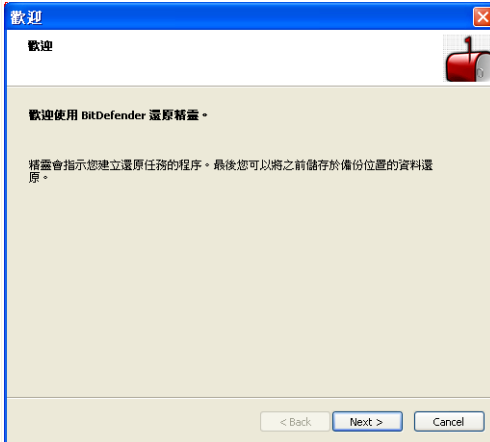 歡迎
歡迎
歡迎使用 BitDefender 還原精靈。
精靈會指示您建立還原任務的程序。最後您可以將之前儲存於備份位置的資料還
原。
< Back
Next >
Cancel